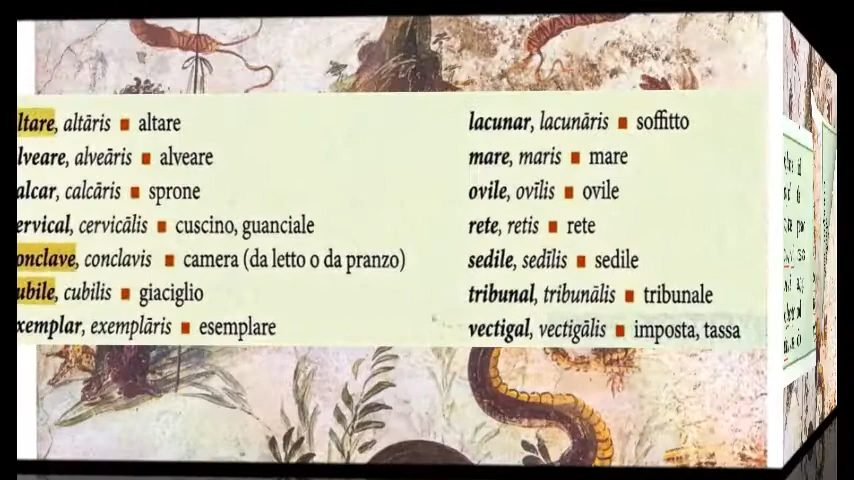 ltare, altāris ■ altare
lveare, alveāris ■ alveare
alcar, calcāris ■ sprone
ervical, cervicālis ■ cuscino, guanciale
onclave, conclavis ■ camera (da letto o da pranzo)
ubile, cubilis ■ giaciglio
xemplar, exemplāris ■ esemplare
lacunar, lacunāris ■ soffitto
mare, maris ■ mare
ovile, ovīlis ■ ovile
rete, retis ■ rete
sedile, sedīlis ■ sedile
tribunal, tribunālis ■ tribunale
vectigal, vectigālis ■ imposta, tassa